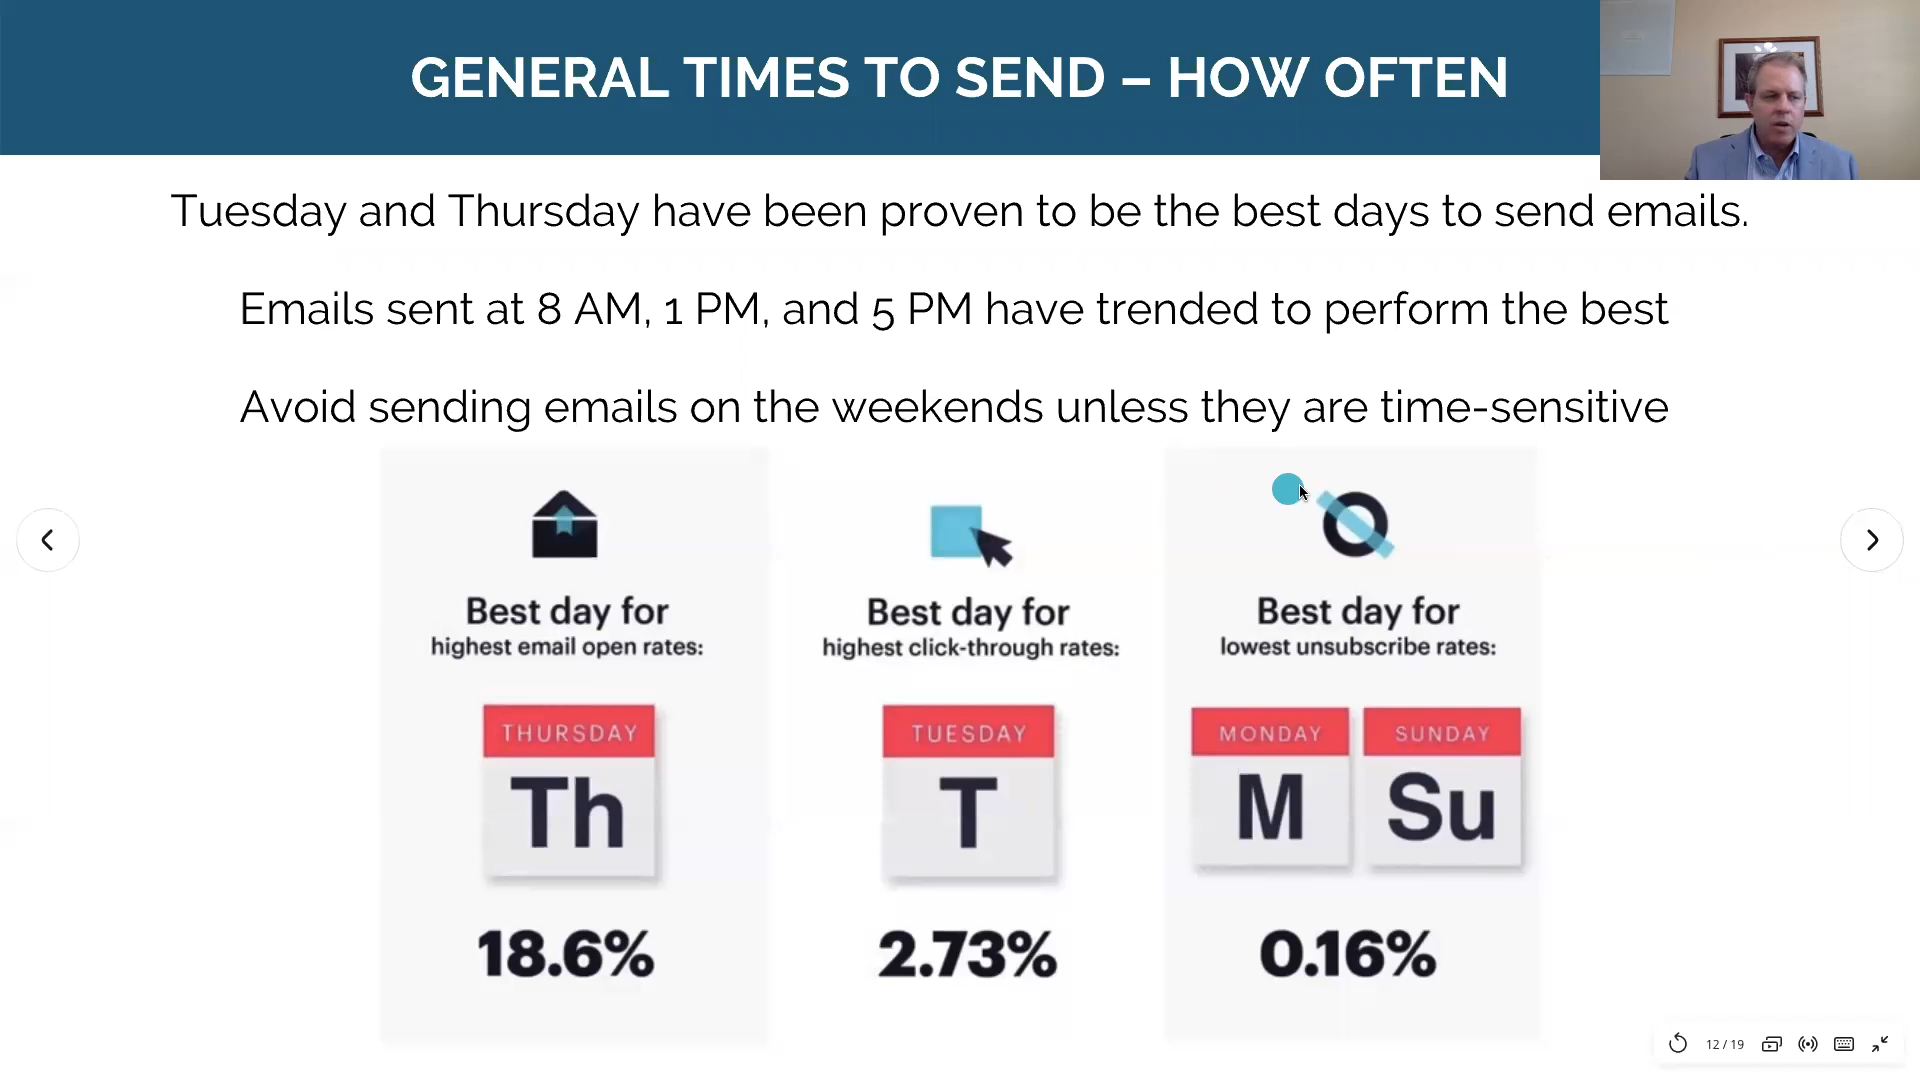 GENERAL TIMES TO SEND – HOW OFTEN
Tuesday and Thursday have been proven to be the best days to send emails.
Emails sent at 8 AM, 1 PM, and 5 PM have trended to perform the best
Avoid sending emails on the weekends unless they are time-sensitive
Best day for
highest email open rates:
THURSDAY
Th
18.6%
Best day for
highest click-through rates:
TUESDAY
T
2.73%
Best day for
lowest unsubscribe rates:
MONDAY
M
SUNDAY
Su
0.16%
12 / 19